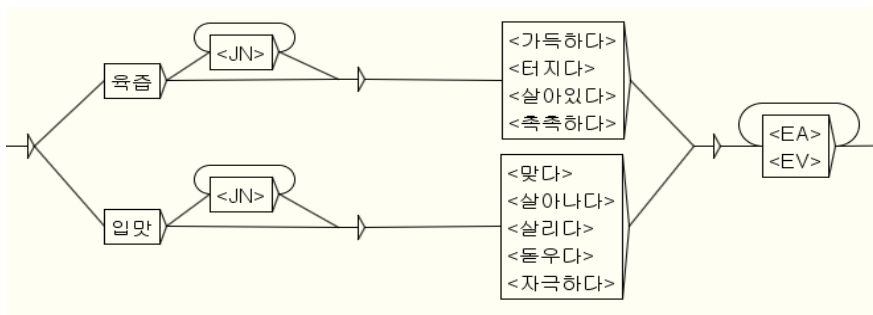 육즙
<JN>
<가득하다>
<터지다>
<살아있다>
<촉촉하다>
입맛
<JN>
<맞다>
<살아나다>
<살리다>
<돋우다>
<자극하다>
<EA>
<EV>